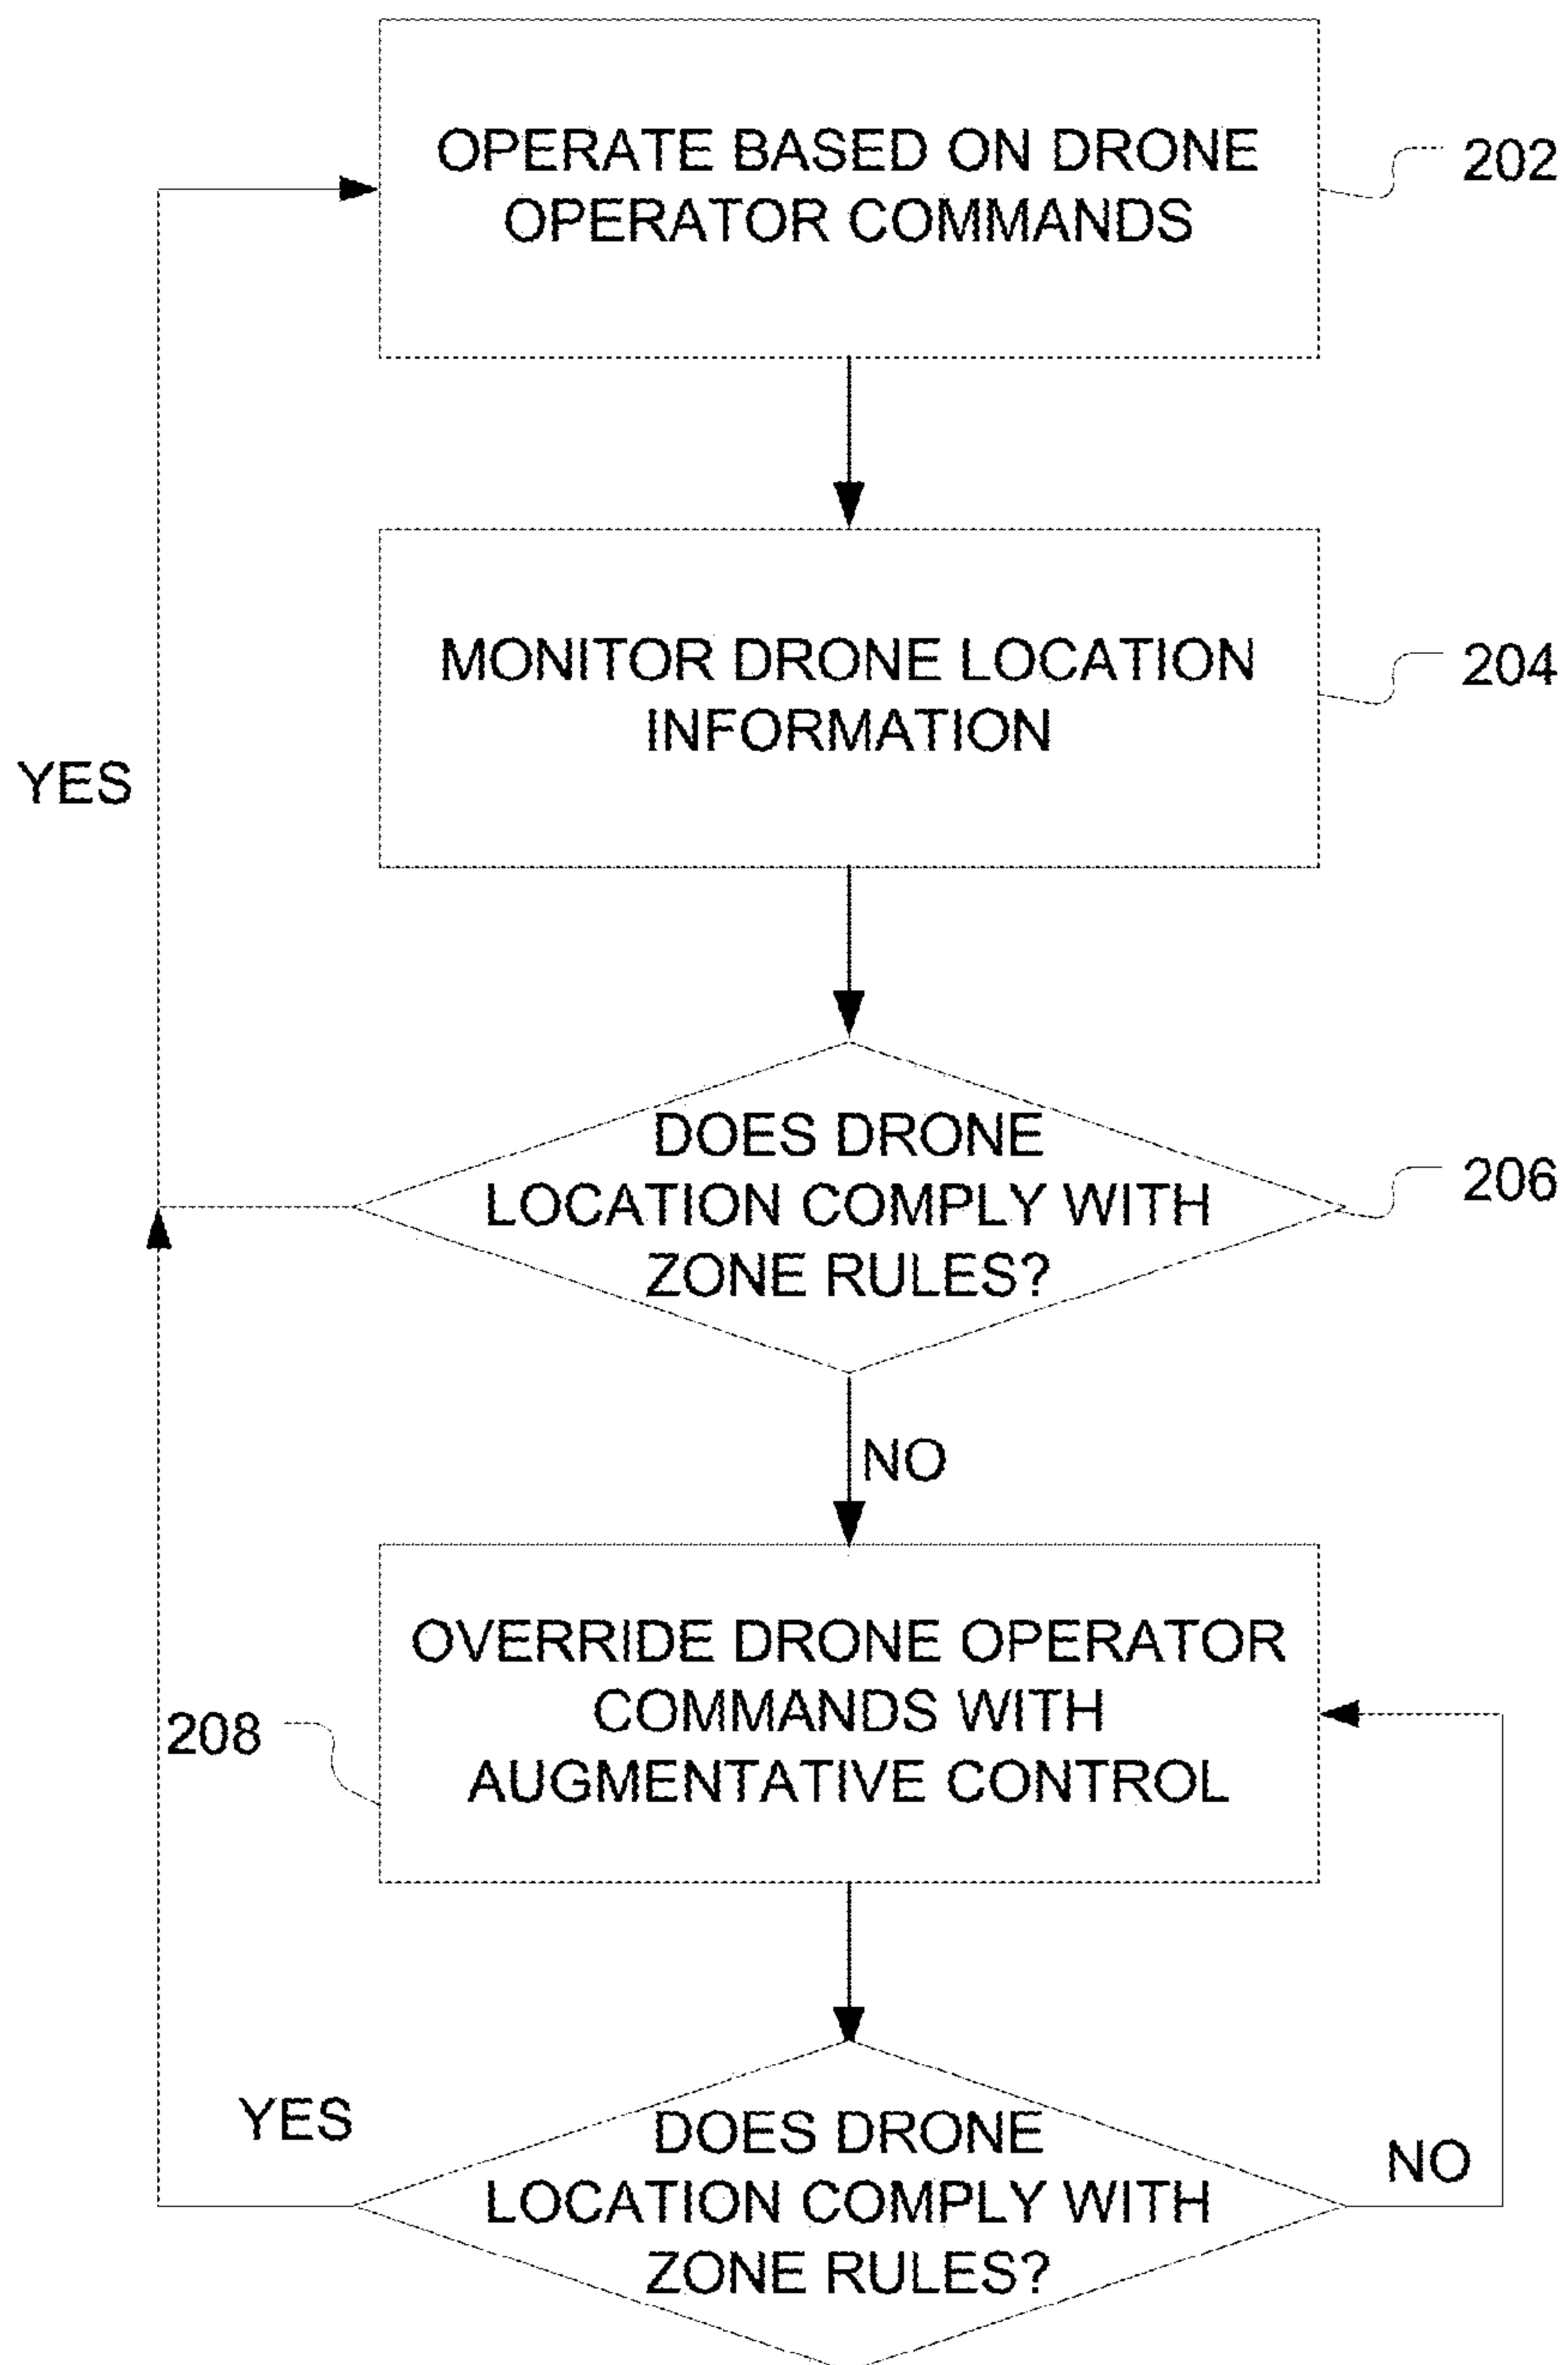 OPERATE BASED ON DRONE
OPERATOR COMMANDS
202
MONITOR DRONE LOCATION
INFORMATION
204
YES
DOES DRONE
LOCATION COMPLY WITH
ZONE RULES?
206
NO
OVERRIDE DRONE OPERATOR
COMMANDS WITH
AUGMENTATIVE CONTROL
208
YES
DOES DRONE
LOCATION COMPLY WITH
ZONE RULES?
NO